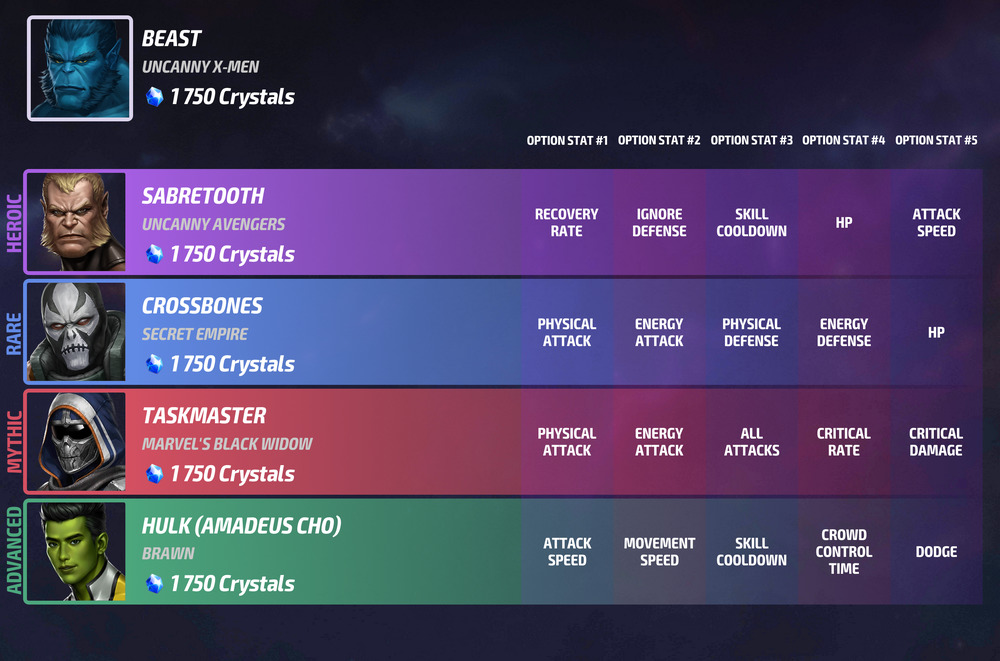 BEAST
UNCANNY X-MEN
1 750 Crystals
OPTION STAT #1 OPTION STAT #2 OPTION STAT #3 OPTION STAT #4 OPTION STAT #5
HEROIC
SABRETOOTH
UNCANNY AVENGERS
1 750 Crystals
RECOVERY
RATE
IGNORE
DEFENSE
SKILL
COOLDOWN
HP
ATTACK
SPEED
RARE
CROSSBONES
SECRET EMPIRE
1 750 Crystals
PHYSICAL
ATTACK
ENERGY
ATTACK
PHYSICAL
DEFENSE
ENERGY
DEFENSE
HP
MYTHIC
TASKMASTER
MARVEL'S BLACK WIDOW
1 750 Crystals
PHYSICAL
ATTACK
ENERGY
ATTACK
ALL
ATTACKS
CRITICAL
RATE
CRITICAL
DAMAGE
ADVANCED
HULK (AMADEUS CHO)
BRAWN
1 750 Crystals
ATTACK
SPEED
MOVEMENT
SPEED
SKILL
COOLDOWN
CROWD
CONTROL
TIME
DODGE